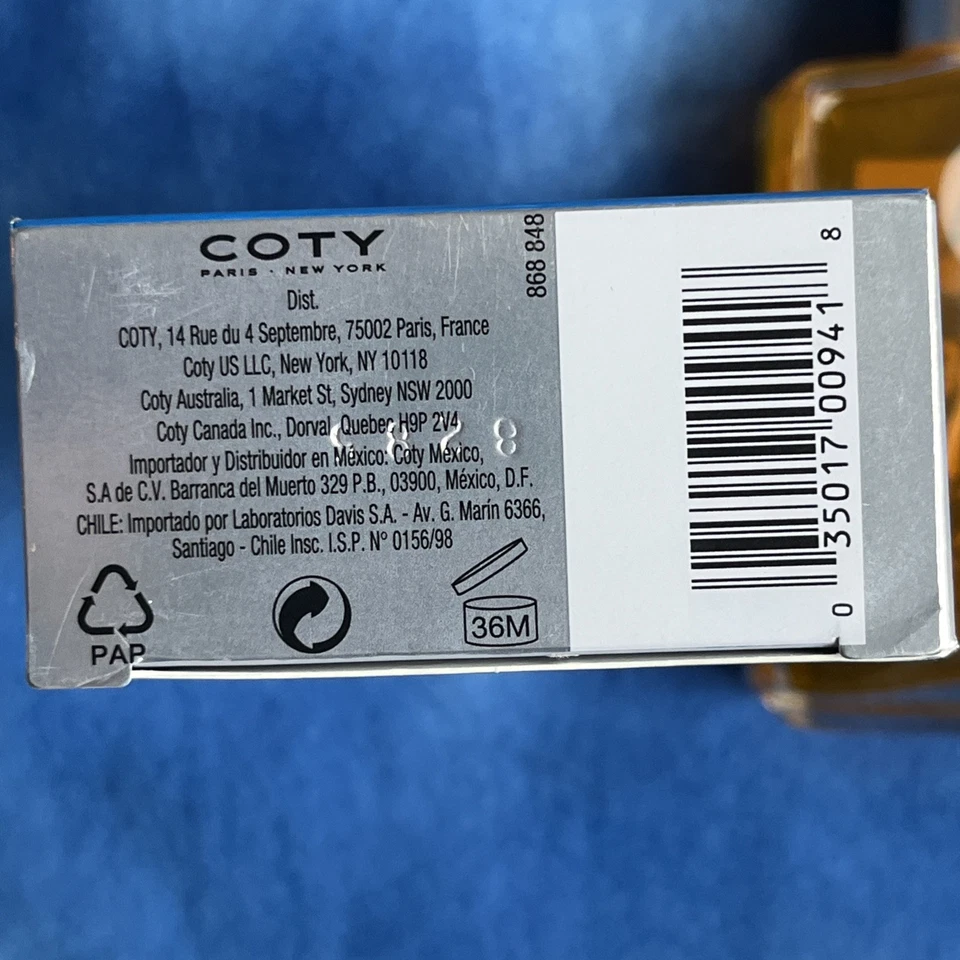 COTY
PARIS · NEW YORK
Dist.
COTY, 14 Rue du 4 Septembre, 75002 Paris, France
Coty US LLC, New York, NY 10118
Coty Australia, 1 Market St, Sydney NSW 2000
Coty Canada Inc., Dorval, Quebec H9P 2V4
Importador y Distribuidor en México: Coty México,
S.A de C.V. Barranca del Muerto 329 P.B., 03900, México, D.F.
CHILE: Importado por Laboratorios Davis S.A. - Av. G. Marín 6366,
Santiago - Chile Insc. I.S.P. N° 0156/98
PAP
36M
868 848
0 35017 00941 8